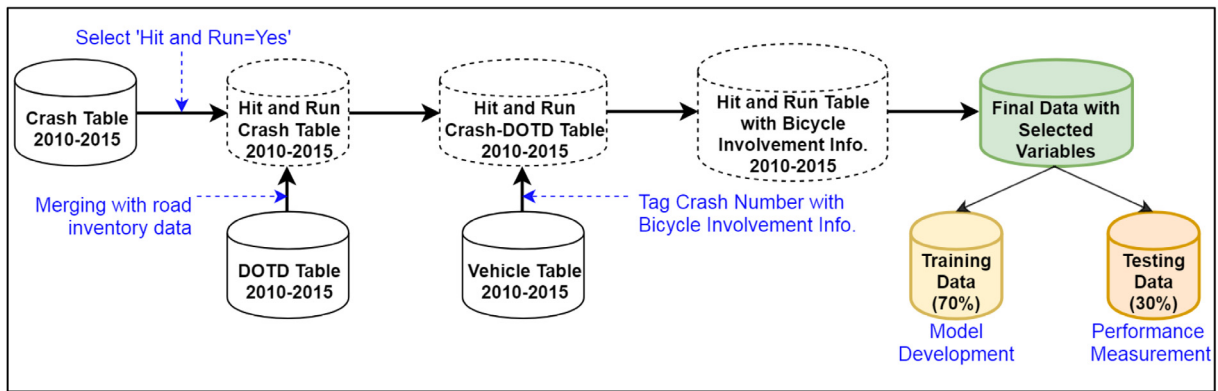 Select 'Hit and Run=Yes'
Crash Table
2010-2015
Hit and Run
Crash Table
2010-2015
Hit and Run
Crash-DOTD Table
2010-2015
Hit and Run Table
with Bicycle
Involvement Info.
2010-2015
Final Data with
Selected
Variables
Merging with road
inventory data
DOTD Table
2010-2015
Tag Crash Number with
Bicycle Involvement Info.
Vehicle Table
2010-2015
Training
Data
(70%)
Model
Development
Testing
Data
(30%)
Performance
Measurement